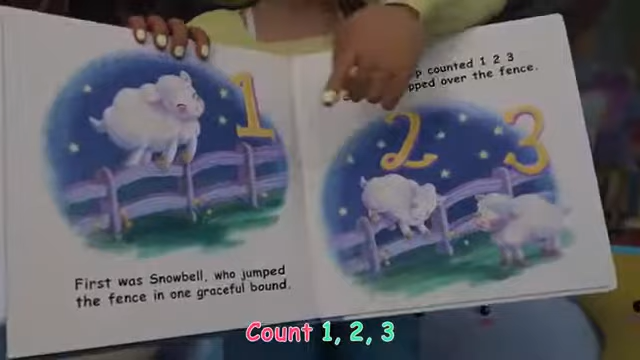 1
First was Snowbell, who jumped
the fence in one graceful bound.
counted 1 2 3
over the fence.
2 3
Count 1, 2, 3